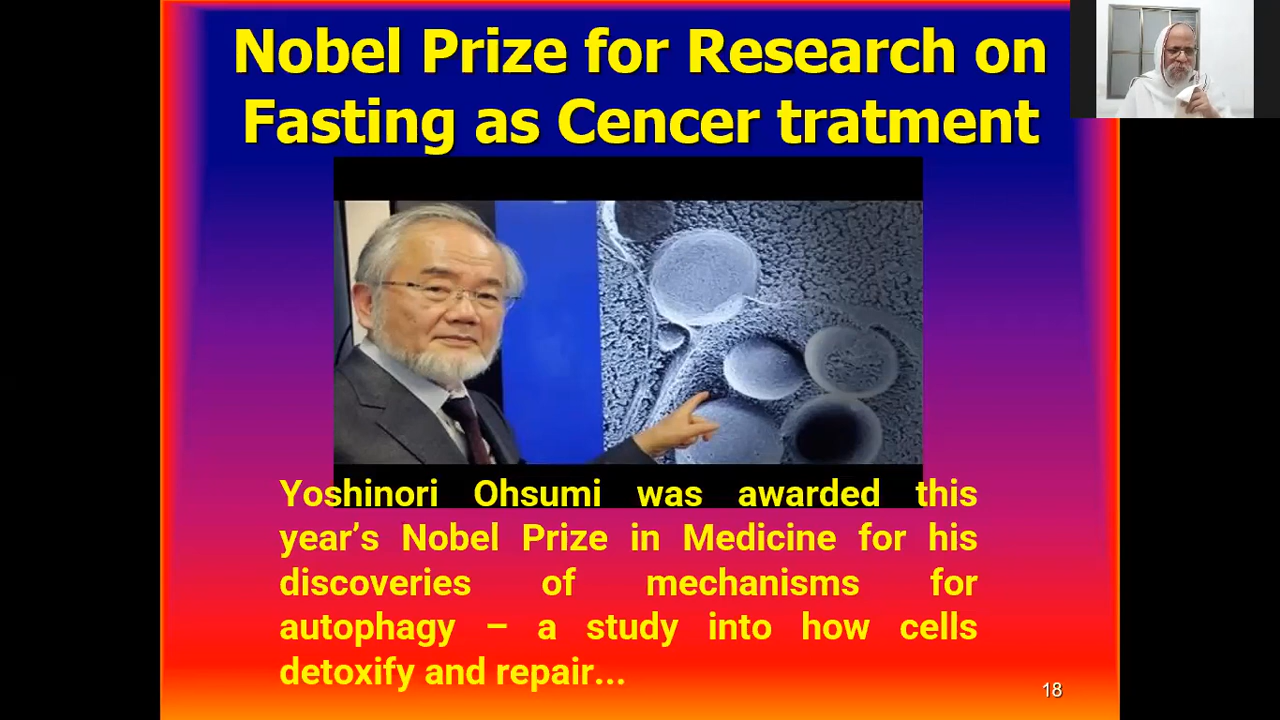 Nobel Prize for Research on
Fasting as Cencer tratment
Yoshinori Ohsumi was awarded this
year’s Nobel Prize in Medicine for his
discoveries of mechanisms for
autophagy – a study into how cells
detoxify and repair...
18